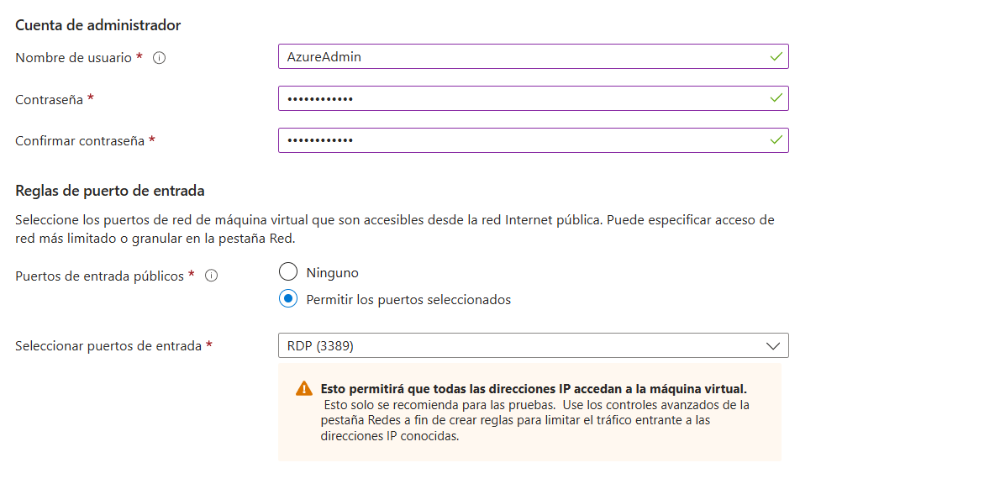 Cuenta de administrador
Nombre de usuario *
AzureAdmin
Contraseña *
••••••••••••
Confirmar contraseña *
••••••••••••
Reglas de puerto de entrada
Seleccione los puertos de red de máquina virtual que son accesibles desde la red Internet pública. Puede especificar acceso de
red más limitado o granular en la pestaña Red.
Puertos de entrada públicos *
Ninguno
Permitir los puertos seleccionados
Seleccionar puertos de entrada *
RDP (3389)
Esto permitirá que todas las direcciones IP accedan a la máquina virtual.
Esto solo se recomienda para las pruebas. Use los controles avanzados de la
pestaña Redes a fin de crear reglas para limitar el tráfico entrante a las
direcciones IP conocidas.